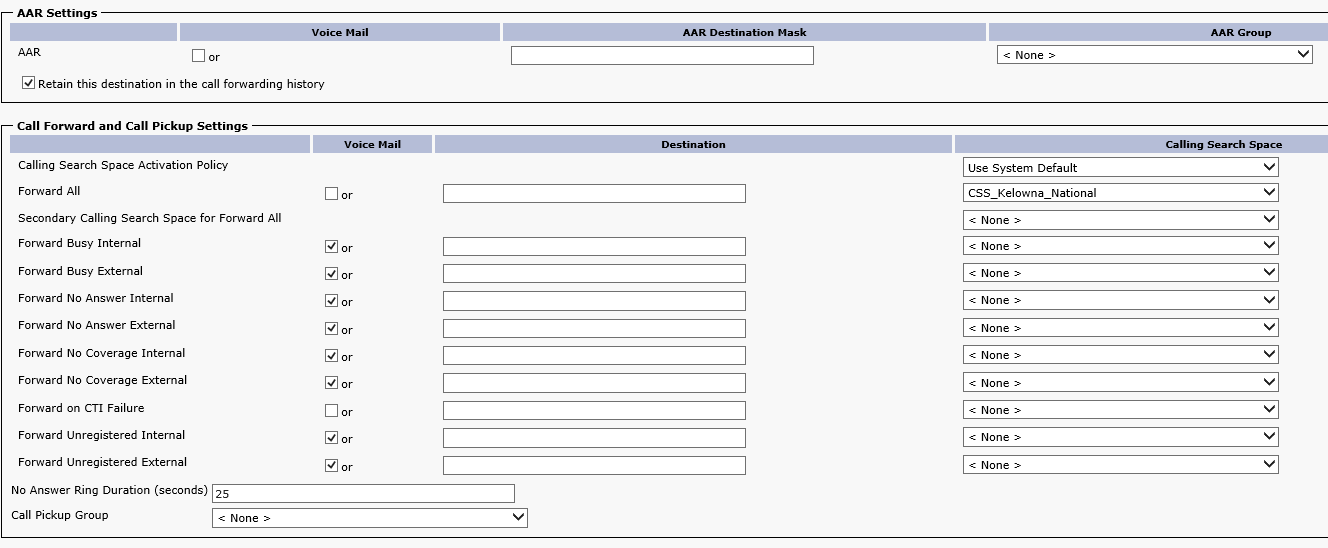 AAR Settings
Voice Mail AAR Destination Mask AAR Group
AAR or < None >
Retain this destination in the call forwarding history
Call Forward and Call Pickup Settings
Voice Mail Destination Calling Search Space
Calling Search Space Activation Policy Use System Default
Forward All or CSS_Kelowna_National
Secondary Calling Search Space for Forward All < None >
Forward Busy Internal or < None >
Forward Busy External or < None >
Forward No Answer Internal or < None >
Forward No Answer External or < None >
Forward No Coverage Internal or < None >
Forward No Coverage External or < None >
Forward on CTI Failure or < None >
Forward Unregistered Internal or < None >
Forward Unregistered External or < None >
No Answer Ring Duration (seconds) 25
Call Pickup Group < None >